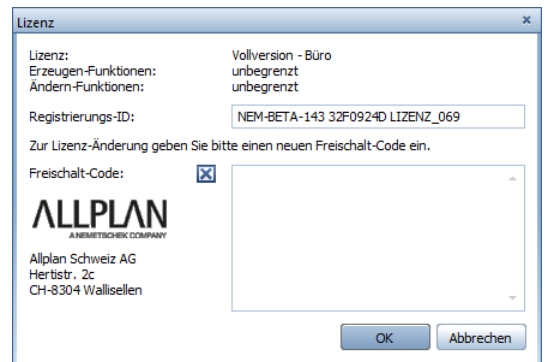 Lizenz
Lizenz: Vollversion - Büro
Erzeugen-Funktionen: unbegrenzt
Ändern-Funktionen: unbegrenzt
Registrierungs-ID: NEM-BETA-143 32F0924D LIZENZ_069
Zur Lizenz-Änderung geben Sie bitte einen neuen Freischalt-Code ein.
Freischalt-Code:
ALLPLAN
A NEMETSCHEK COMPANY
Allplan Schweiz AG
Hertistr. 2c
CH-8304 Wallisellen
OK Abbrechen